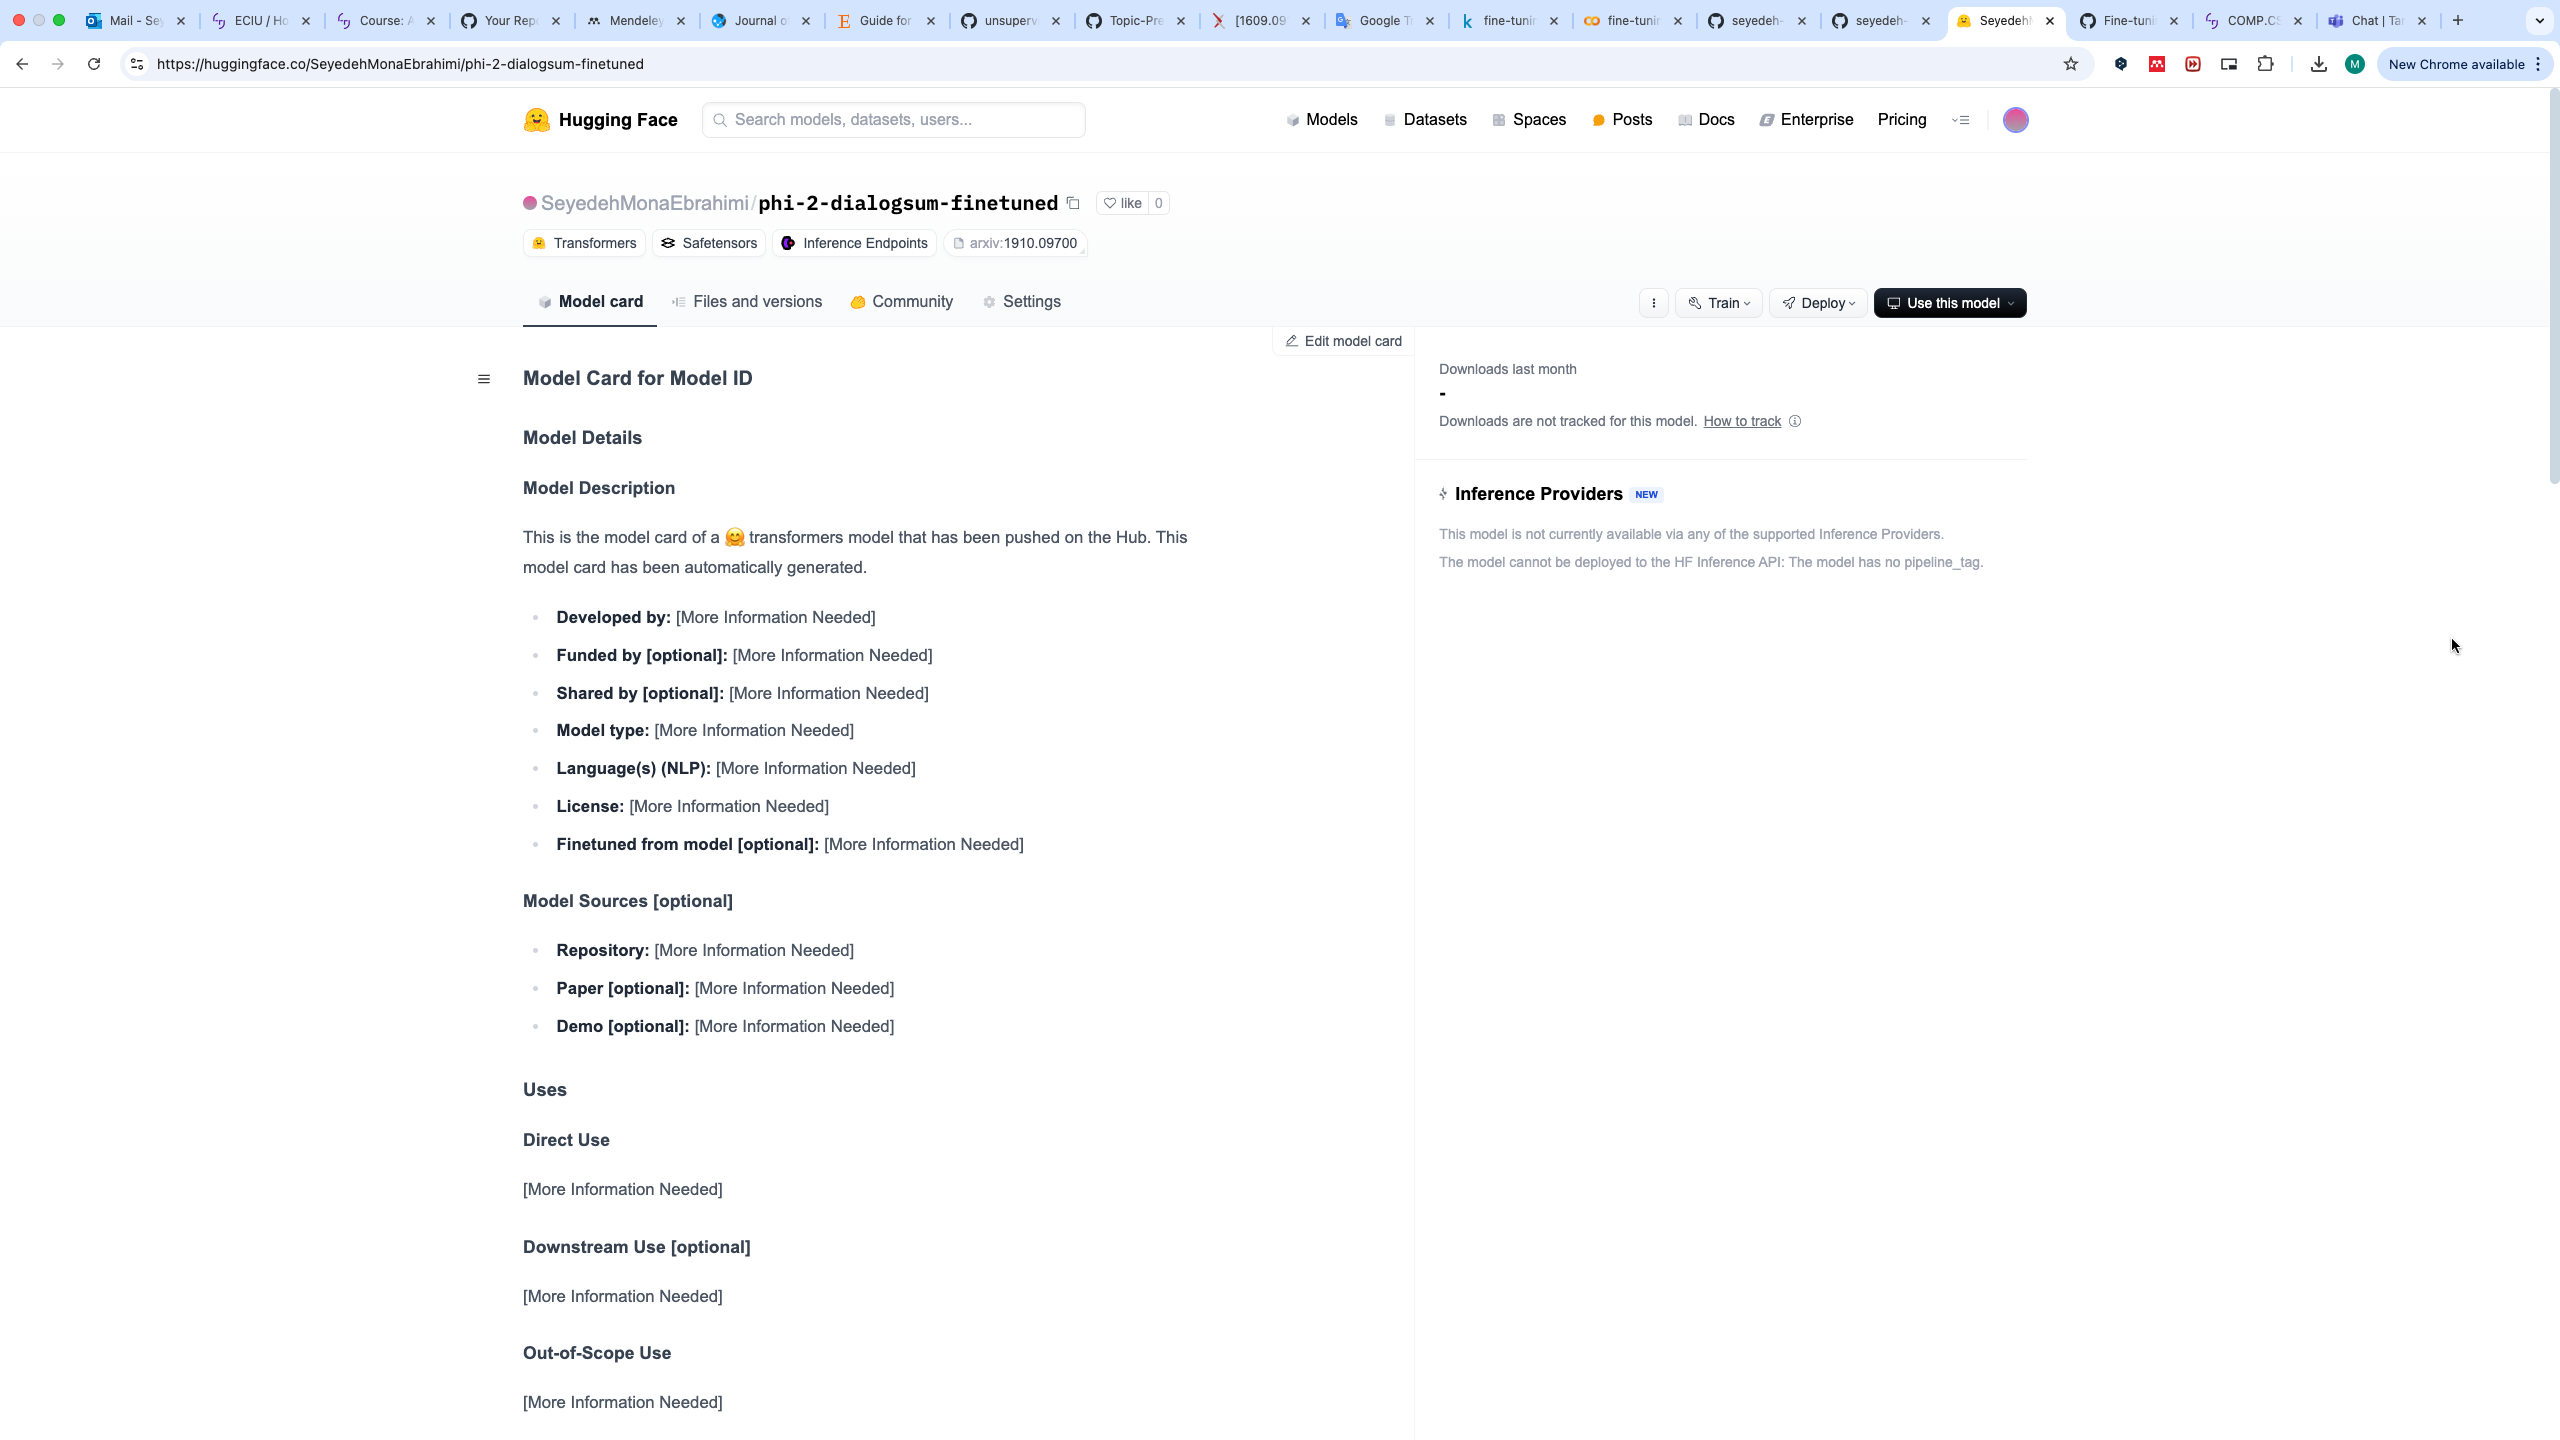 Mail - Sey
ECIU / Ho
Course: A
Your Rep
Mendeley
Journal o
Guide for
unsuperv
Topic-Pre
[1609.09
Google T
fine-tunin
fine-tunin
seyedeh-
seyedeh-
SeyedehM
Fine-tuni
COMP.CS
Chat | Ta
https://huggingface.co/SeyedehMonaEbrahimi/phi-2-dialogsum-finetuned
M
New Chrome available
Hugging Face
Search models, datasets, users...
Models
Datasets
Spaces
Posts
Docs
Enterprise
Pricing
SeyedehMonaEbrahimi/phi-2-dialogsum-finetuned
like 0
Transformers
Safetensors
Inference Endpoints
arxiv:1910.09700
Model card
Files and versions
Community
Settings
Train
Deploy
Use this model
Edit model card
Model Card for Model ID
Model Details
Model Description
This is the model card of a 🤗 transformers model that has been pushed on the Hub. This
model card has been automatically generated.
Developed by: [More Information Needed]
Funded by [optional]: [More Information Needed]
Shared by [optional]: [More Information Needed]
Model type: [More Information Needed]
Language(s) (NLP): [More Information Needed]
License: [More Information Needed]
Finetuned from model [optional]: [More Information Needed]
Model Sources [optional]
Repository: [More Information Needed]
Paper [optional]: [More Information Needed]
Demo [optional]: [More Information Needed]
Uses
Direct Use
[More Information Needed]
Downstream Use [optional]
[More Information Needed]
Out-of-Scope Use
[More Information Needed]
Downloads last month
-
Downloads are not tracked for this model. How to track
Inference Providers NEW
This model is not currently available via any of the supported Inference Providers.
The model cannot be deployed to the HF Inference API: The model has no pipeline_tag.